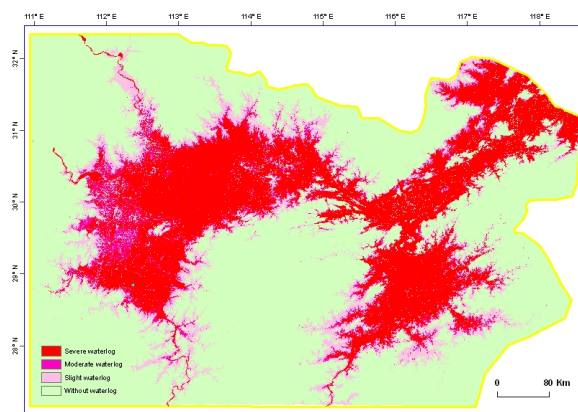 111° E 112° E 113° E 114° E 115° E 116° E 117° E 118° E
32° N
31° N
30° N
29° N
28° N
Severe waterlog
Moderate waterlog
Slight waterlog
Without waterlog
0 80 Km